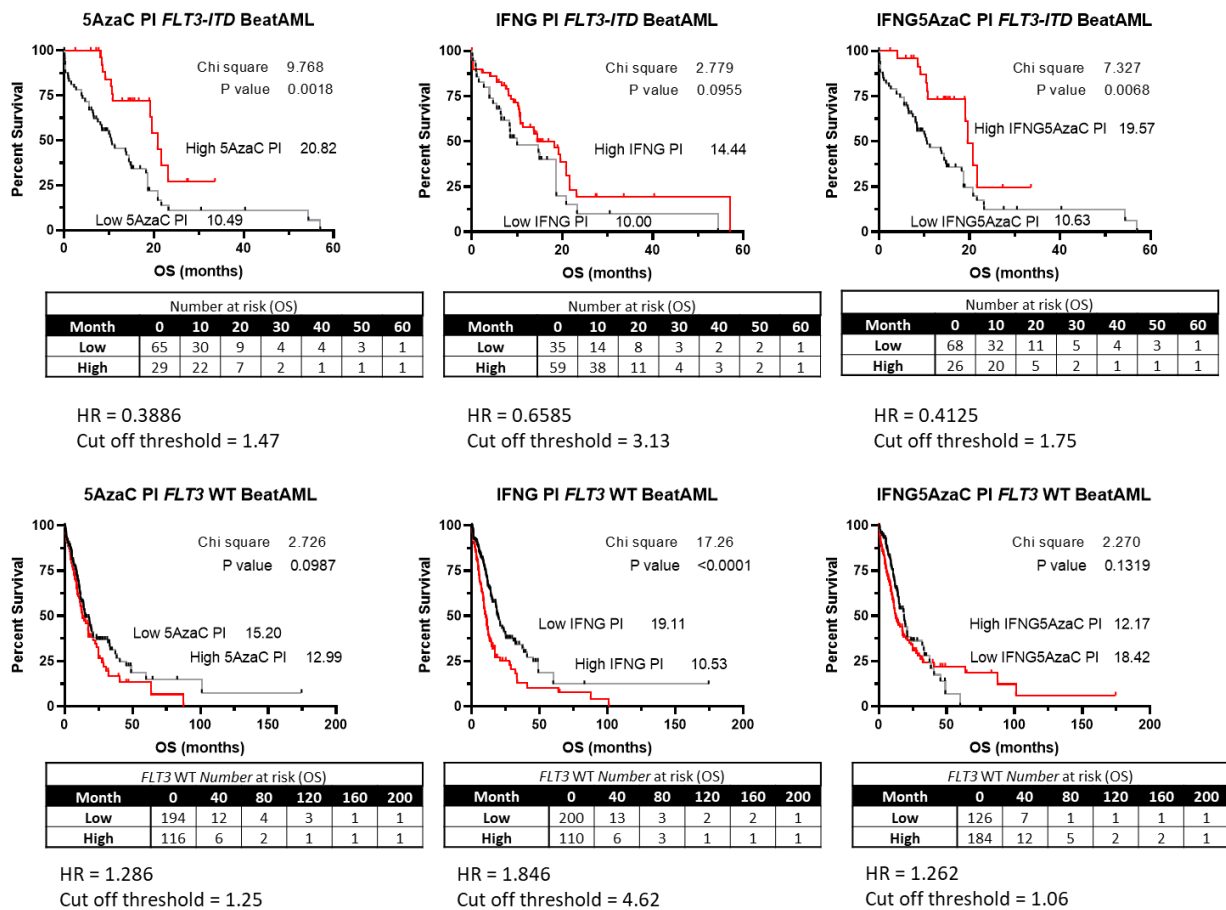 5AzaC PI FLT3-ITD BeatAML
100
75
50
25
0
Percent Survival
Chi square 9.768
P value 0.0018
High 5AzaC PI 20.82
Low 5AzaC PI 10.49
0 20 40 60
OS (months)
Number at risk (OS)
Month 0 10 20 30 40 50 60
Low 65 30 9 4 4 3 1
High 29 22 7 2 1 1 1
HR = 0.3886
Cut off threshold = 1.47
IFNG PI FLT3-ITD BeatAML
100
75
50
25
0
Percent Survival
Chi square 2.779
P value 0.0955
High IFNG PI 14.44
Low IFNG PI 10.00
0 20 40 60
OS (months)
Number at risk (OS)
Month 0 10 20 30 40 50 60
Low 35 14 8 3 2 2 1
High 59 38 11 4 3 2 1
HR = 0.6585
Cut off threshold = 3.13
IFNG5AzaC PI FLT3-ITD BeatAML
100
75
50
25
0
Percent Survival
Chi square 7.327
P value 0.0068
High IFNG5AzaC PI 19.57
Low IFNG5AzaC PI 10.63
0 20 40 60
OS (months)
Number at risk (OS)
Month 0 10 20 30 40 50 60
Low 68 32 11 5 4 3 1
High 26 20 5 2 1 1 1
HR = 0.4125
Cut off threshold = 1.75
5AzaC PI FLT3 WT BeatAML
100
75
50
25
0
Percent Survival
Chi square 2.726
P value 0.0987
Low 5AzaC PI 15.20
High 5AzaC PI 12.99
0 50 100 150 200
OS (months)
FLT3 WT Number at risk (OS)
Month 0 40 80 120 160 200
Low 194 12 4 3 1 1
High 116 6 2 1 1 1
HR = 1.286
Cut off threshold = 1.25
IFNG PI FLT3 WT BeatAML
100
75
50
25
0
Percent Survival
Chi square 17.26
P value <0.0001
Low IFNG PI 19.11
High IFNG PI 10.53
0 50 100 150 200
OS (months)
FLT3 WT Number at risk (OS)
Month 0 40 80 120 160 200
Low 200 13 3 2 2 1
High 110 6 3 1 1 1
HR = 1.846
Cut off threshold = 4.62
IFNG5AzaC PI FLT3 WT BeatAML
100
75
50
25
0
Percent Survival
Chi square 2.270
P value 0.1319
High IFNG5AzaC PI 12.17
Low IFNG5AzaC PI 18.42
0 50 100 150 200
OS (months)
FLT3 WT Number at risk (OS)
Month 0 40 80 120 160 200
Low 126 7 1 1 1 1
High 184 12 5 2 2 1
HR = 1.262
Cut off threshold = 1.06